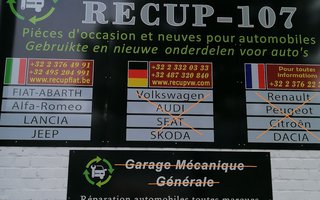 RECUP-107
Piéces d'occasion et neuves pour automobiles
Gebruikte en nieuwe onderdelen voor auto's
+32 2 376 49 91
+32 495 204 991
www.recupfiat.be
FIAT-ABARTH
Alfa-Romeo
LANCIA
JEEP
+32 2 332 03 33
+32 487 320 840
www.recupvw.com
Volkswagen
AUDI
SEAT
SKODA
Pour toutes
informations
+32 2 376 22
Renault
Peugeot
Citroën
DACIA
Garage Mécanique
Générale
Réparation automobiles toutes marques